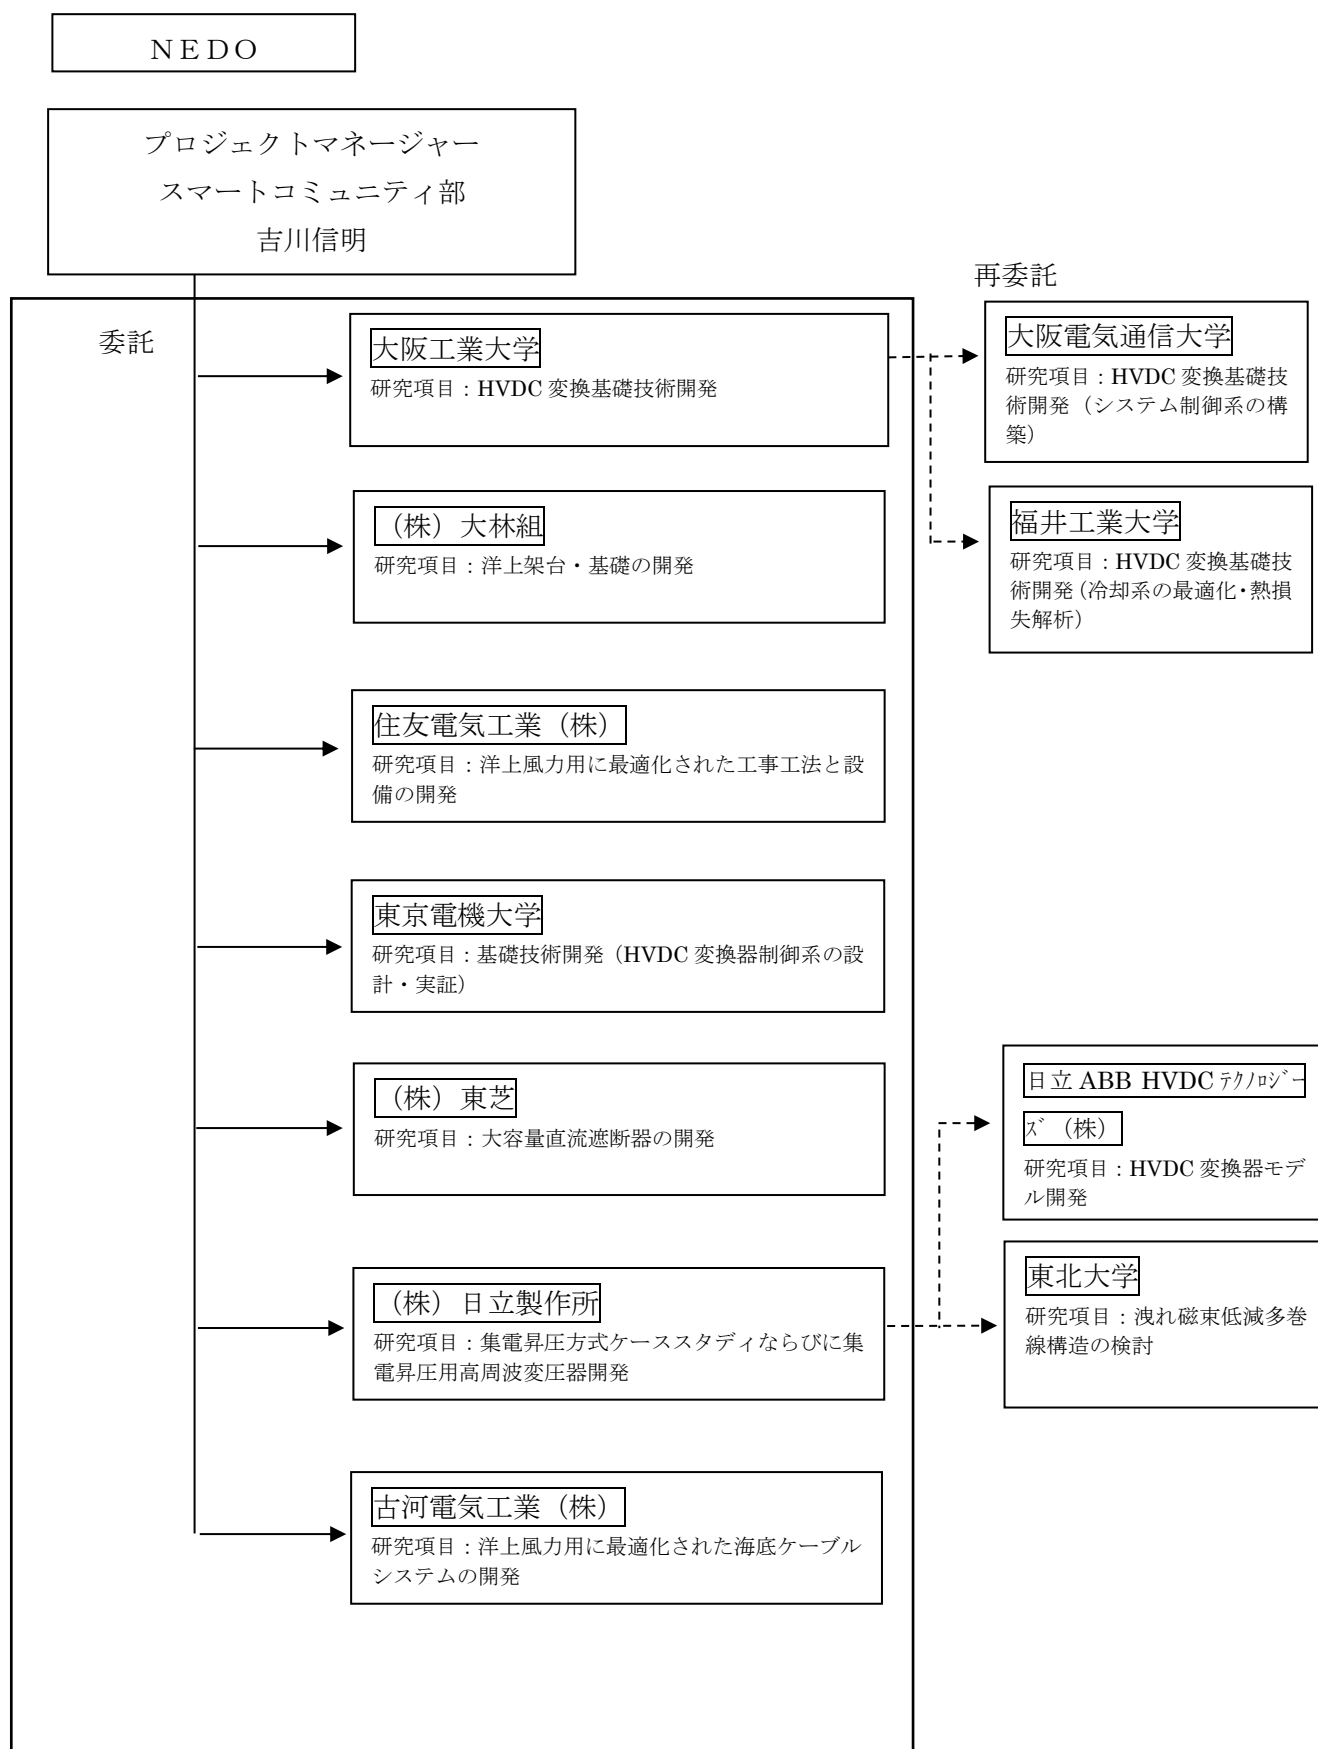 ＮＥＤＯ
プロジェクトマネージャー
スマートコミュニティ部
吉川信明
委託
大阪工業大学
研究項目：HVDC 変換基礎技術開発
（株）大林組
研究項目：洋上架台・基礎の開発
住友電気工業（株）
研究項目：洋上風力用に最適化された工事工法と設
備の開発
東京電機大学
研究項目：基礎技術開発（HVDC 変換器制御系の設
計・実証）
（株）東芝
研究項目：大容量直流遮断器の開発
（株）日立製作所
研究項目：集電昇圧方式ケーススタディならびに集
電昇圧用高周波変圧器開発
古河電気工業（株）
研究項目：洋上風力用に最適化された海底ケーブル
システムの開発
再委託
大阪電気通信大学
研究項目：HVDC 変換基礎技
術開発（システム制御系の構
築）
福井工業大学
研究項目：HVDC 変換基礎技
術開発（冷却系の最適化・熱損
失解析）
日立 ABB HVDC ﾃｸﾉﾛｼﾞｰ
ｽﾞ（株）
研究項目：HVDC 変換器モデ
ル開発
東北大学
研究項目：洩れ磁束低減多巻
線構造の検討